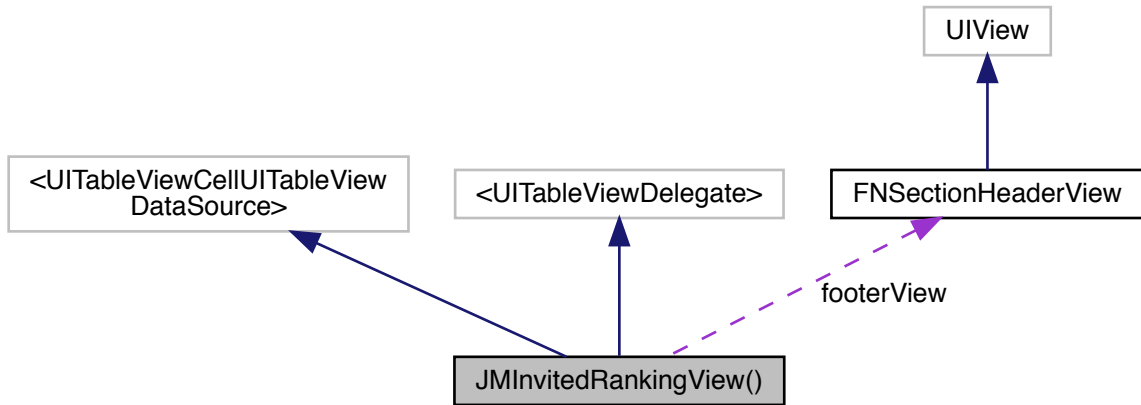 UIView
<UITableViewCellUITableView
DataSource>
<UITableViewDelegate>
FNSectionHeaderView
footerView
JMInvitedRankingView()